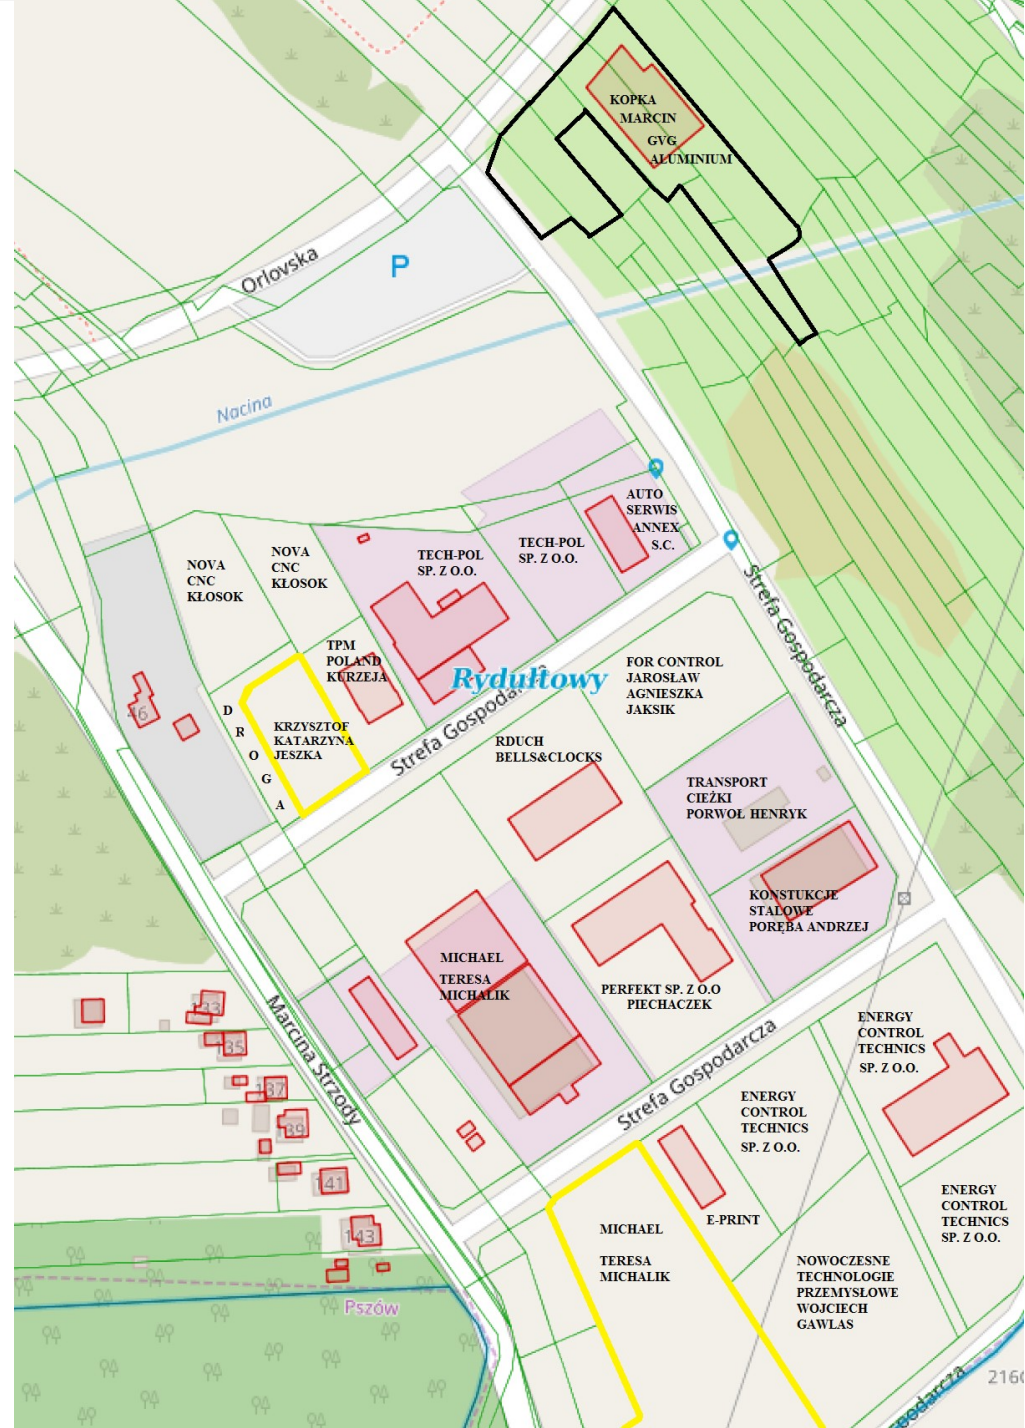 KOPKA
MARCIN
GVG
ALUMINIUM
Orlovska
P
Nacina
AUTO
SERWIS
ANNEX
S.C.
TECH-POL
SP. Z O.O.
TECH-POL
SP. Z O.O.
NOVA
CNC
KŁOSOK
NOVA
CNC
KŁOSOK
Strefa Gospodarcza
TPM
POLAND
KURZEJA
Rydułtowy
FOR CONTROL
JAROSŁAW
AGNIESZKA
JAKSIK
46
D
R
O
G
A
KRZYSZTOF
KATARZYNA
JESZKA
Strefa Gospodar
RDUCH
BELLS&CLOCKS
TRANSPORT
CIEŻKI
PORWOŁ HENRYK
KONSTUKCJE
STALOWE
PORĘBA ANDRZEJ
MICHAEL
TERESA
MICHALIK
PERFEKT SP. Z O.O
PIECHACZEK
133
135
137
139
141
143
Marcina Strzody
Strefa Gospodarcza
ENERGY
CONTROL
TECHNICS
SP. Z O.O.
ENERGY
CONTROL
TECHNICS
SP. Z O.O.
E-PRINT
ENERGY
CONTROL
TECHNICS
SP. Z O.O.
MICHAEL
TERESA
MICHALIK
NOWOCZESNE
TECHNOLOGIE
PRZEMYSŁOWE
WOJCIECH
GAWLAS
Pszów
podarcza